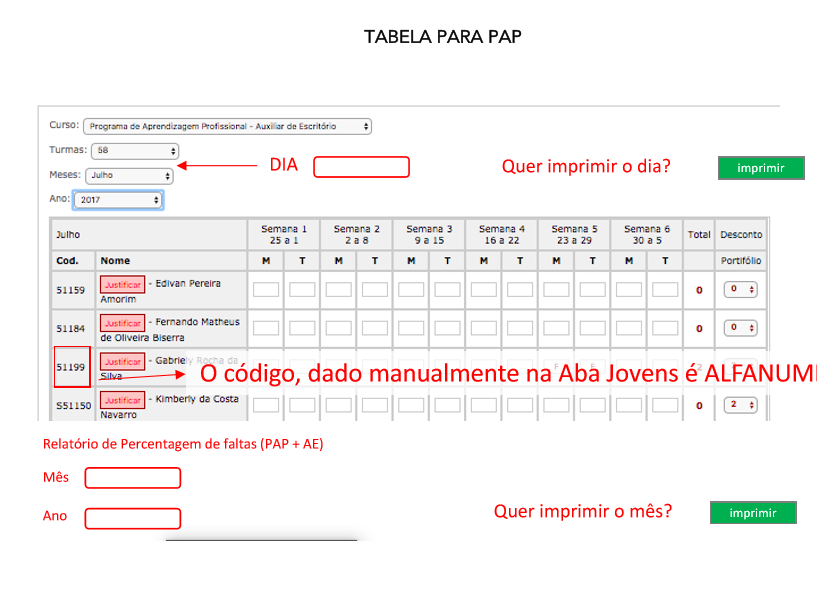 TABELA PARA PAP
Curso: Programa de Aprendizagem Profissional - Auxiliar de Escritório
Turmas: 58
DIA
Quer imprimir o dia?
imprimir
Meses: Julho
Ano: 2017
Julho Semana 1 Semana 2 Semana 3 Semana 4 Semana 5 Semana 6 Total Desconto
25 a 1 2 a 8 9 a 15 16 a 22 23 a 29 30 a 5
Cod. Nome M T M T M T M T M T M T Portifólio
51159 Justificar - Edivan Pereira 0 0
Amorim
51184 Justificar - Fernando Matheus 0 0
de Oliveira Biserra
51199 Justificar - Gabriely Rocha da
Silva
O código, dado manualmente na Aba Jovens é ALFANUM
S51150 Justificar - Kimberly da Costa 0 2
Navarro
Relatório de Percentagem de faltas (PAP + AE)
Mês
Ano
Quer imprimir o mês?
imprimir